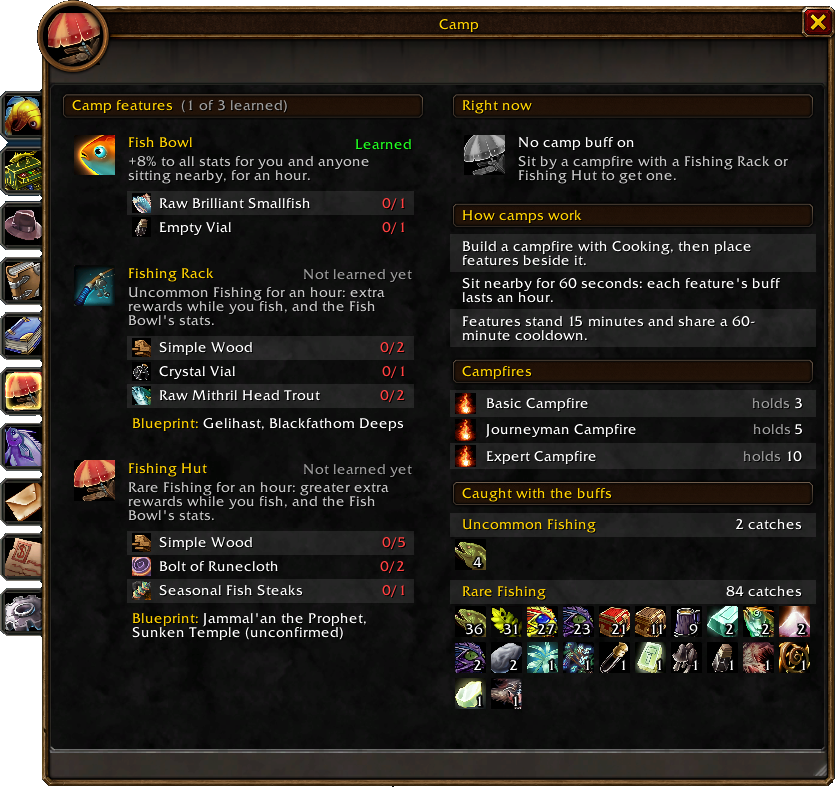 Camp
Camp features (1 of 3 learned)
Fish Bowl
Learned
+8% to all stats for you and anyone
sitting nearby, for an hour.
Raw Brilliant Smallfish 0/1
Empty Vial 0/1
Fishing Rack
Not learned yet
Uncommon Fishing for an hour: extra
rewards while you fish, and the Fish
Bowl's stats.
Simple Wood 0/2
Crystal Vial 0/1
Raw Mithril Head Trout 0/2
Blueprint: Gelihast, Blackfathom Deeps
Fishing Hut
Not learned yet
Rare Fishing for an hour: greater extra
rewards while you fish, and the Fish
Bowl's stats.
Simple Wood 0/5
Bolt of Runecloth 0/2
Seasonal Fish Steaks 0/1
Blueprint: Jammal'an the Prophet,
Sunken Temple (unconfirmed)
Right now
No camp buff on
Sit by a campfire with a Fishing Rack or
Fishing Hut to get one.
How camps work
Build a campfire with Cooking, then place
features beside it.
Sit nearby for 60 seconds: each feature's buff
lasts an hour.
Features stand 15 minutes and share a 60-
minute cooldown.
Campfires
Basic Campfire holds 3
Journeyman Campfire holds 5
Expert Campfire holds 10
Caught with the buffs
Uncommon Fishing 2 catches
4
Rare Fishing 84 catches
36 31 27 23 21 11 9 2 2 2
2 2 1 1 1 1 1 1 1 1
1 1